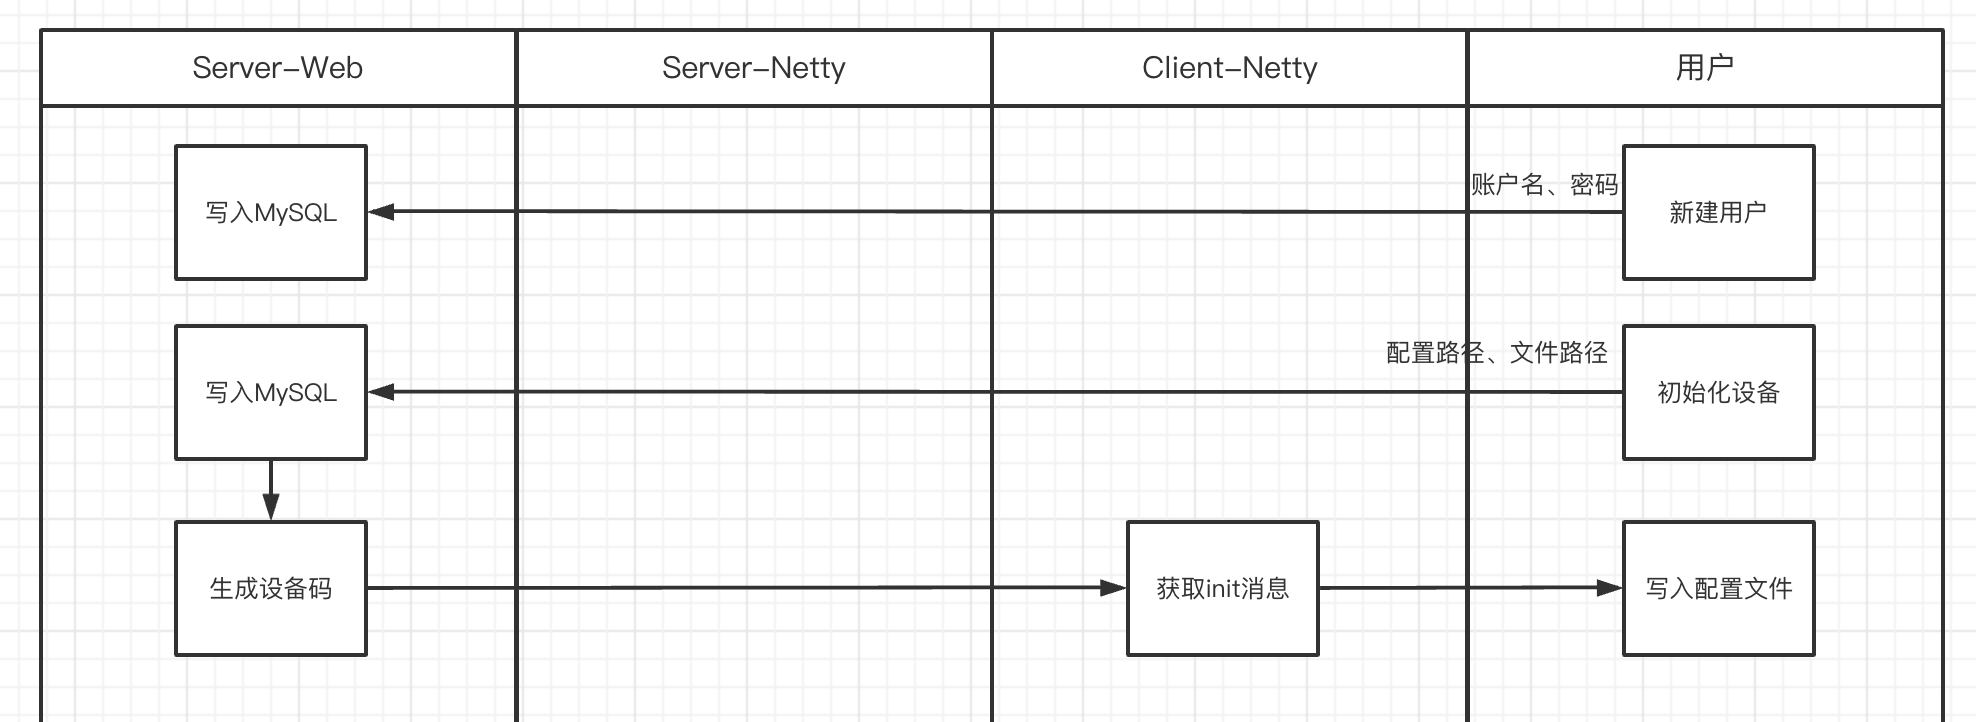 Server-Web
Server-Netty
Client-Netty
用户
账户名、密码
写入MySQL
新建用户
配置路径、文件路径
写入MySQL
初始化设备
生成设备码
获取init消息
写入配置文件